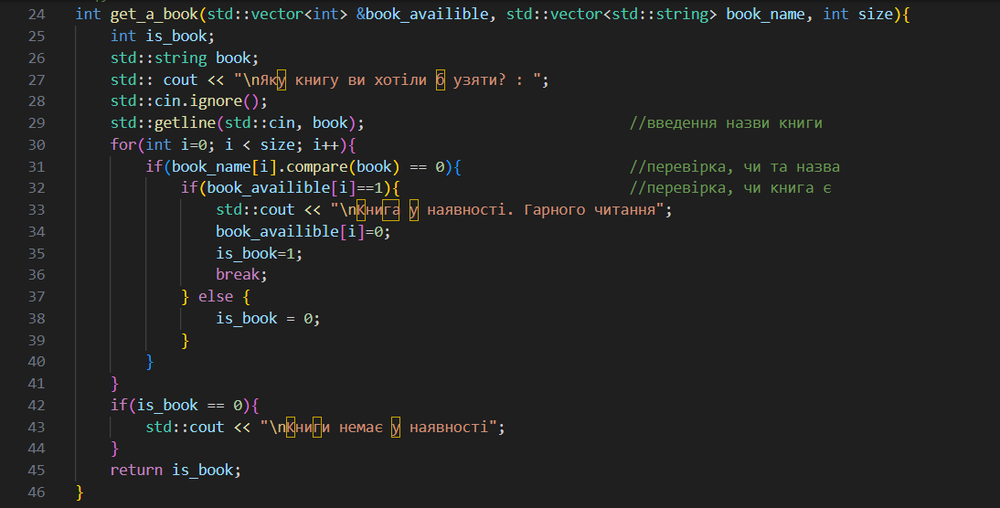 24 int get_a_book(std::vector<int> &book_availible, std::vector<std::string> book_name, int size){
25     int is_book;
26     std::string book;
27     std:: cout << "\nЯку книгу ви хотіли б узяти? : ";
28     std::cin.ignore();
29     std::getline(std::cin, book);                              //введення назви книги
30     for(int i=0; i < size; i++){
31         if(book_name[i].compare(book) == 0){                   //перевірка, чи та назва
32             if(book_availible[i]==1){                          //перевірка, чи книга є
33                 std::cout << "\nКнига у наявності. Гарного читання";
34                 book_availible[i]=0;
35                 is_book=1;
36                 break;
37             } else {
38                 is_book = 0;
39             }
40         }
41     }
42     if(is_book == 0){
43         std::cout << "\nКниги немає у наявності";
44     }
45     return is_book;
46 }